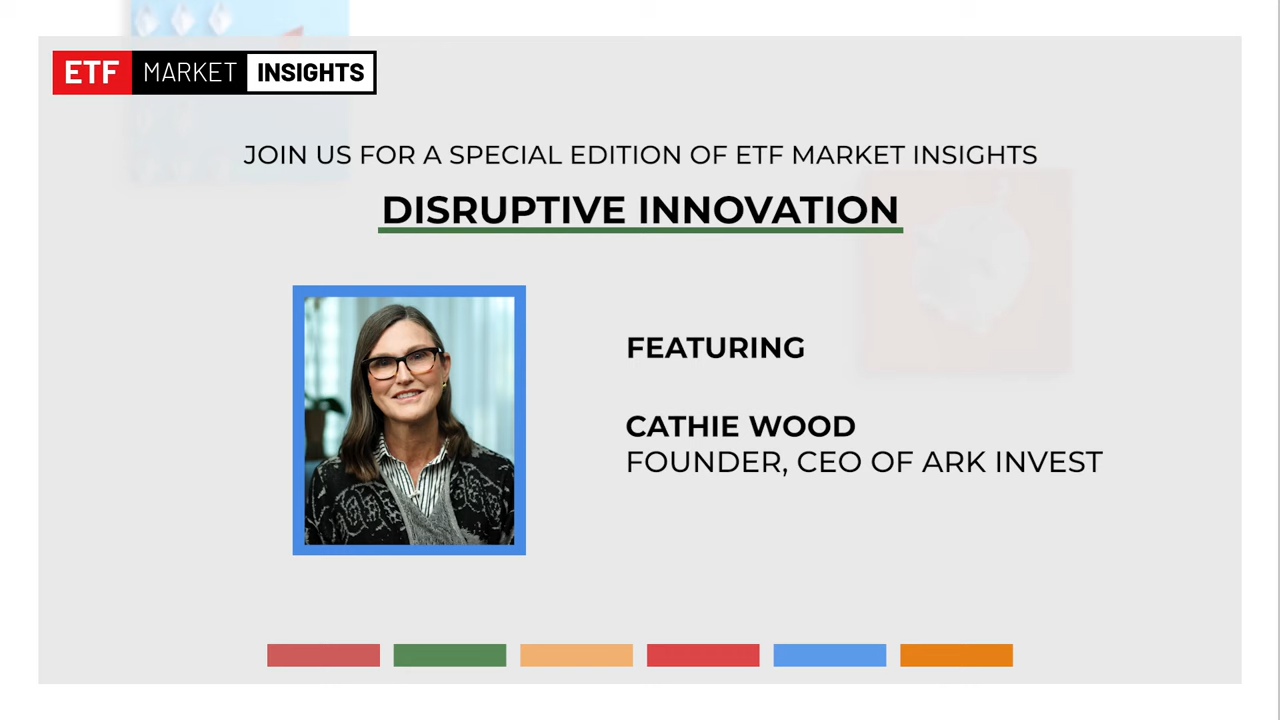 ETF MARKET INSIGHTS
JOIN US FOR A SPECIAL EDITION OF ETF MARKET INSIGHTS
DISRUPTIVE INNOVATION
FEATURING
CATHIE WOOD
FOUNDER, CEO OF ARK INVEST